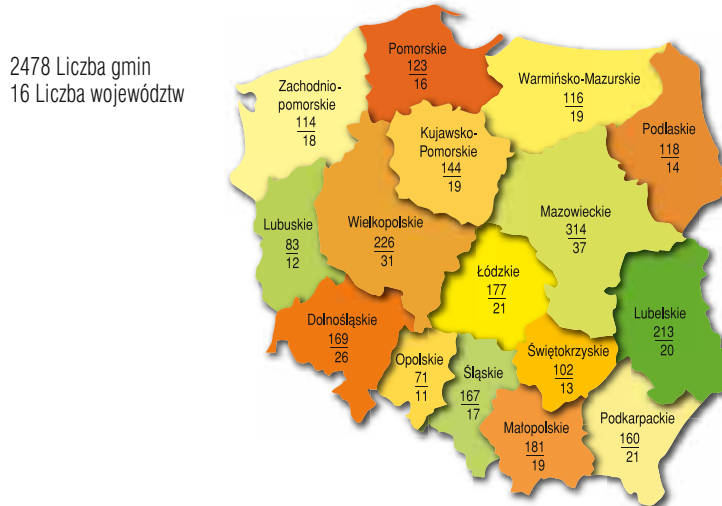 2478 Liczba gmin
16 Liczba województw
Pomorskie
123
16
Zachodnio-
pomorskie
114
18
Warmińsko-Mazurskie
116
19
Podlaskie
118
14
Kujawsko-
Pomorskie
144
19
Mazowieckie
314
37
Lubuskie
83
12
Wielkopolskie
226
31
Łódzkie
177
21
Lubelskie
213
20
Dolnośląskie
169
26
Opolskie
71
11
Śląskie
167
17
Świętokrzyskie
102
13
Małopolskie
181
19
Podkarpackie
160
21